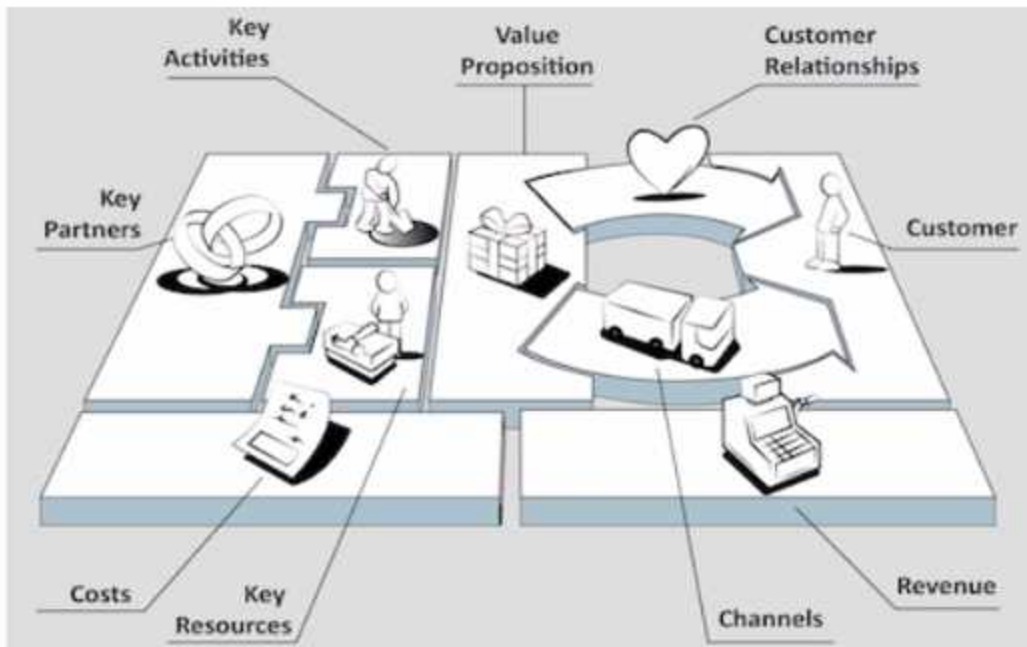 Key
Activities
Value
Proposition
Customer
Relationships
Key
Partners
Customer
Costs
Key
Resources
Channels
Revenue